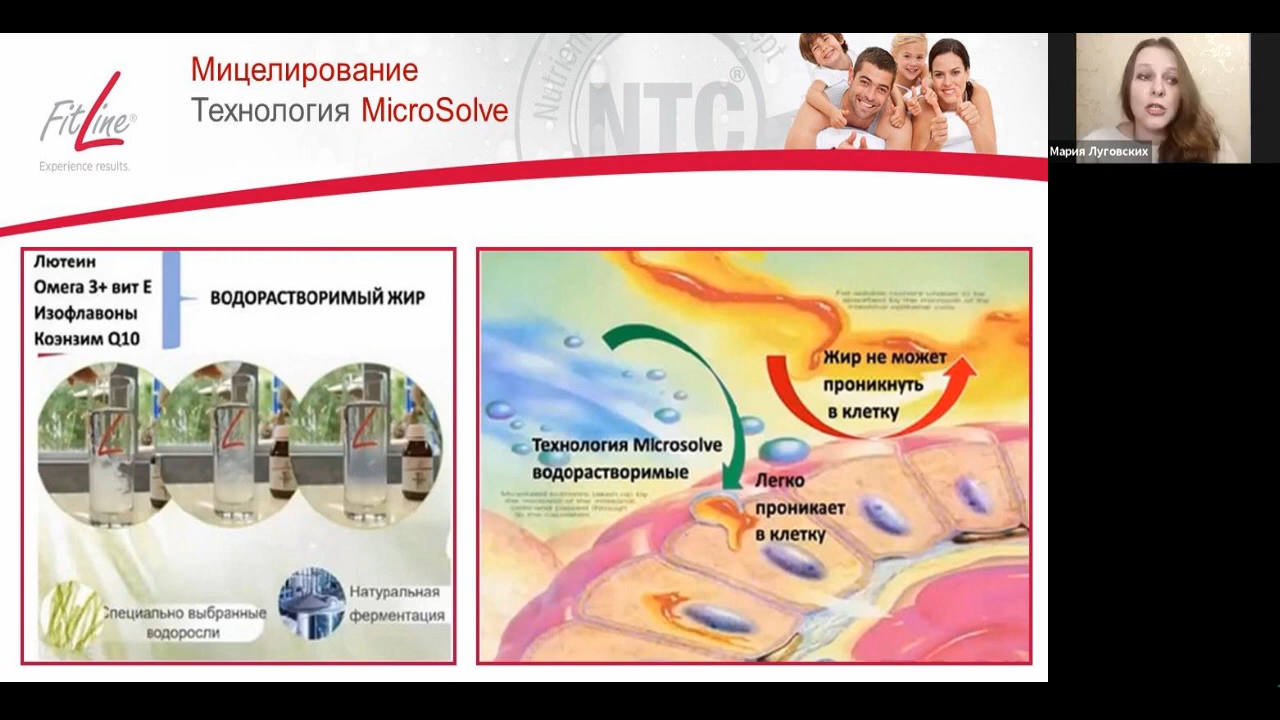 Мицелирование
Технология MicroSolve
FitLine®
Experience results.
Nutrient
NTC®
Мария Луговских
Лютеин
Омега 3+ вит Е
Изофлавоны
Коэнзим Q10
ВОДОРАСТВОРИМЫЙ ЖИР
Специально выбранные
водоросли
Натуральная
ферментация
Жир не может
проникнуть
в клетку
Технология Microsolve
водорастворимые
Легко
проникает
в клетку